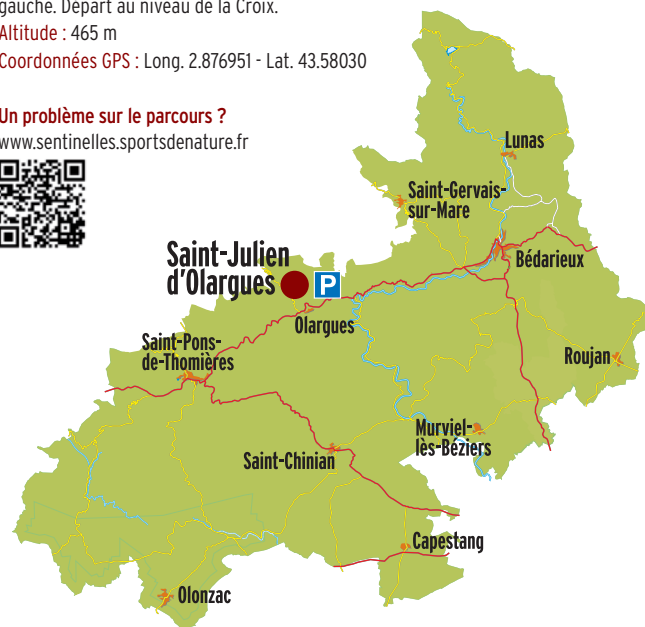 gauche. Départ au niveau de la Croix.
Altitude : 465 m
Coordonnées GPS : Long. 2.876951 - Lat. 43.58030
Un problème sur le parcours ?
www.sentinelles.sportsdenature.fr
Lunas
Saint-Gervais-
sur-Mare
Bédarieux
Saint-Julien
d'Olargues
P
Olargues
Saint-Pons-
de-Thomières
Roujan
Murviel-
lès-Béziers
Saint-Chinian
Capestang
Olonzac